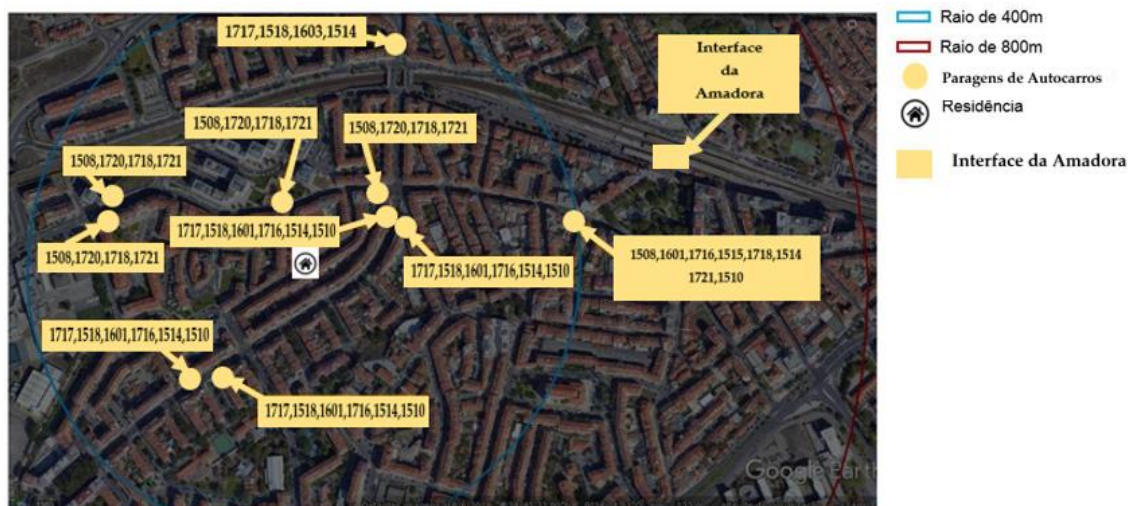 1717,1518,1603,1514
Interface
da
Amadora
1508,1720,1718,1721
1508,1720,1718,1721
1508,1720,1718,1721
1717,1518,1601,1716,1514,1510
1508,1720,1718,1721
1717,1518,1601,1716,1514,1510
1508,1601,1716,1515,1718,1514
1721,1510
1717,1518,1601,1716,1514,1510
1717,1518,1601,1716,1514,1510
Google Earth
Raio de 400m
Raio de 800m
Paragens de Autocarros
Residência
Interface da Amadora